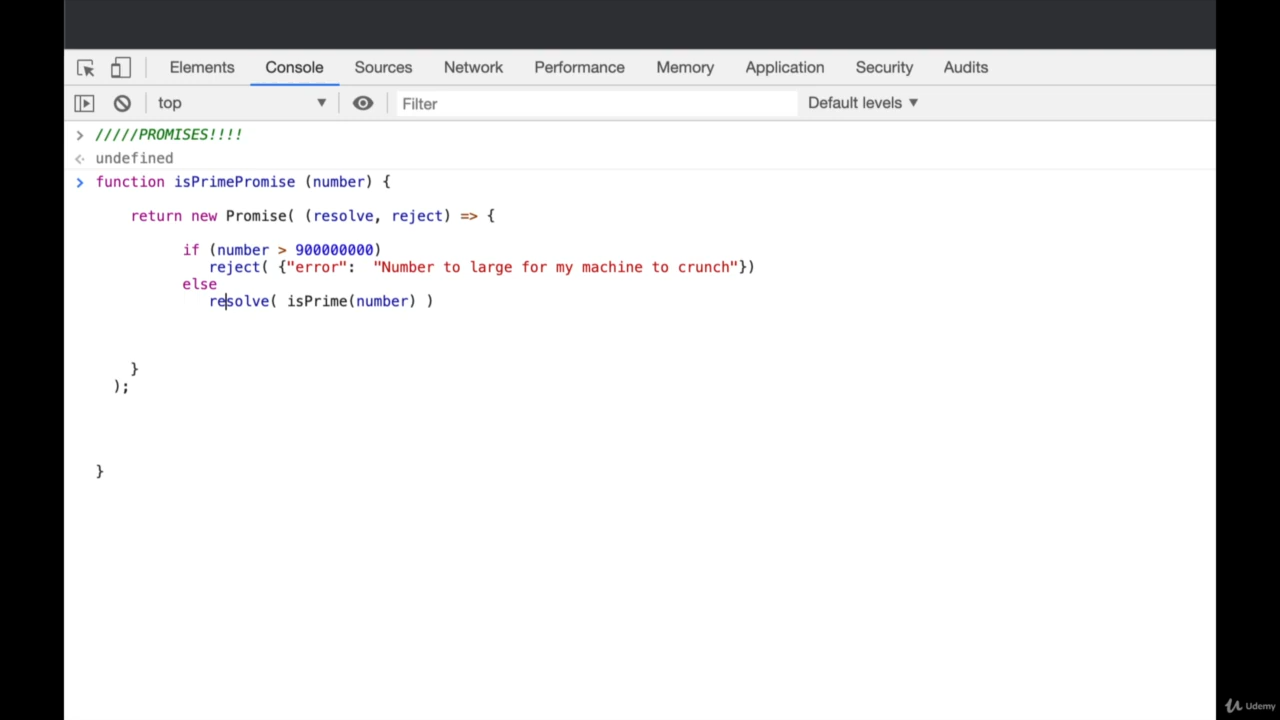 Elements Console Sources Network Performance Memory Application Security Audits
top Filter Default levels
> /////PROMISES!!!!
undefined
> function isPrimePromise (number) {
return new Promise( (resolve, reject) => {
if (number > 900000000)
reject( {"error": "Number to large for my machine to crunch"})
else
resolve( isPrime(number) )
}
);
}
Udemy